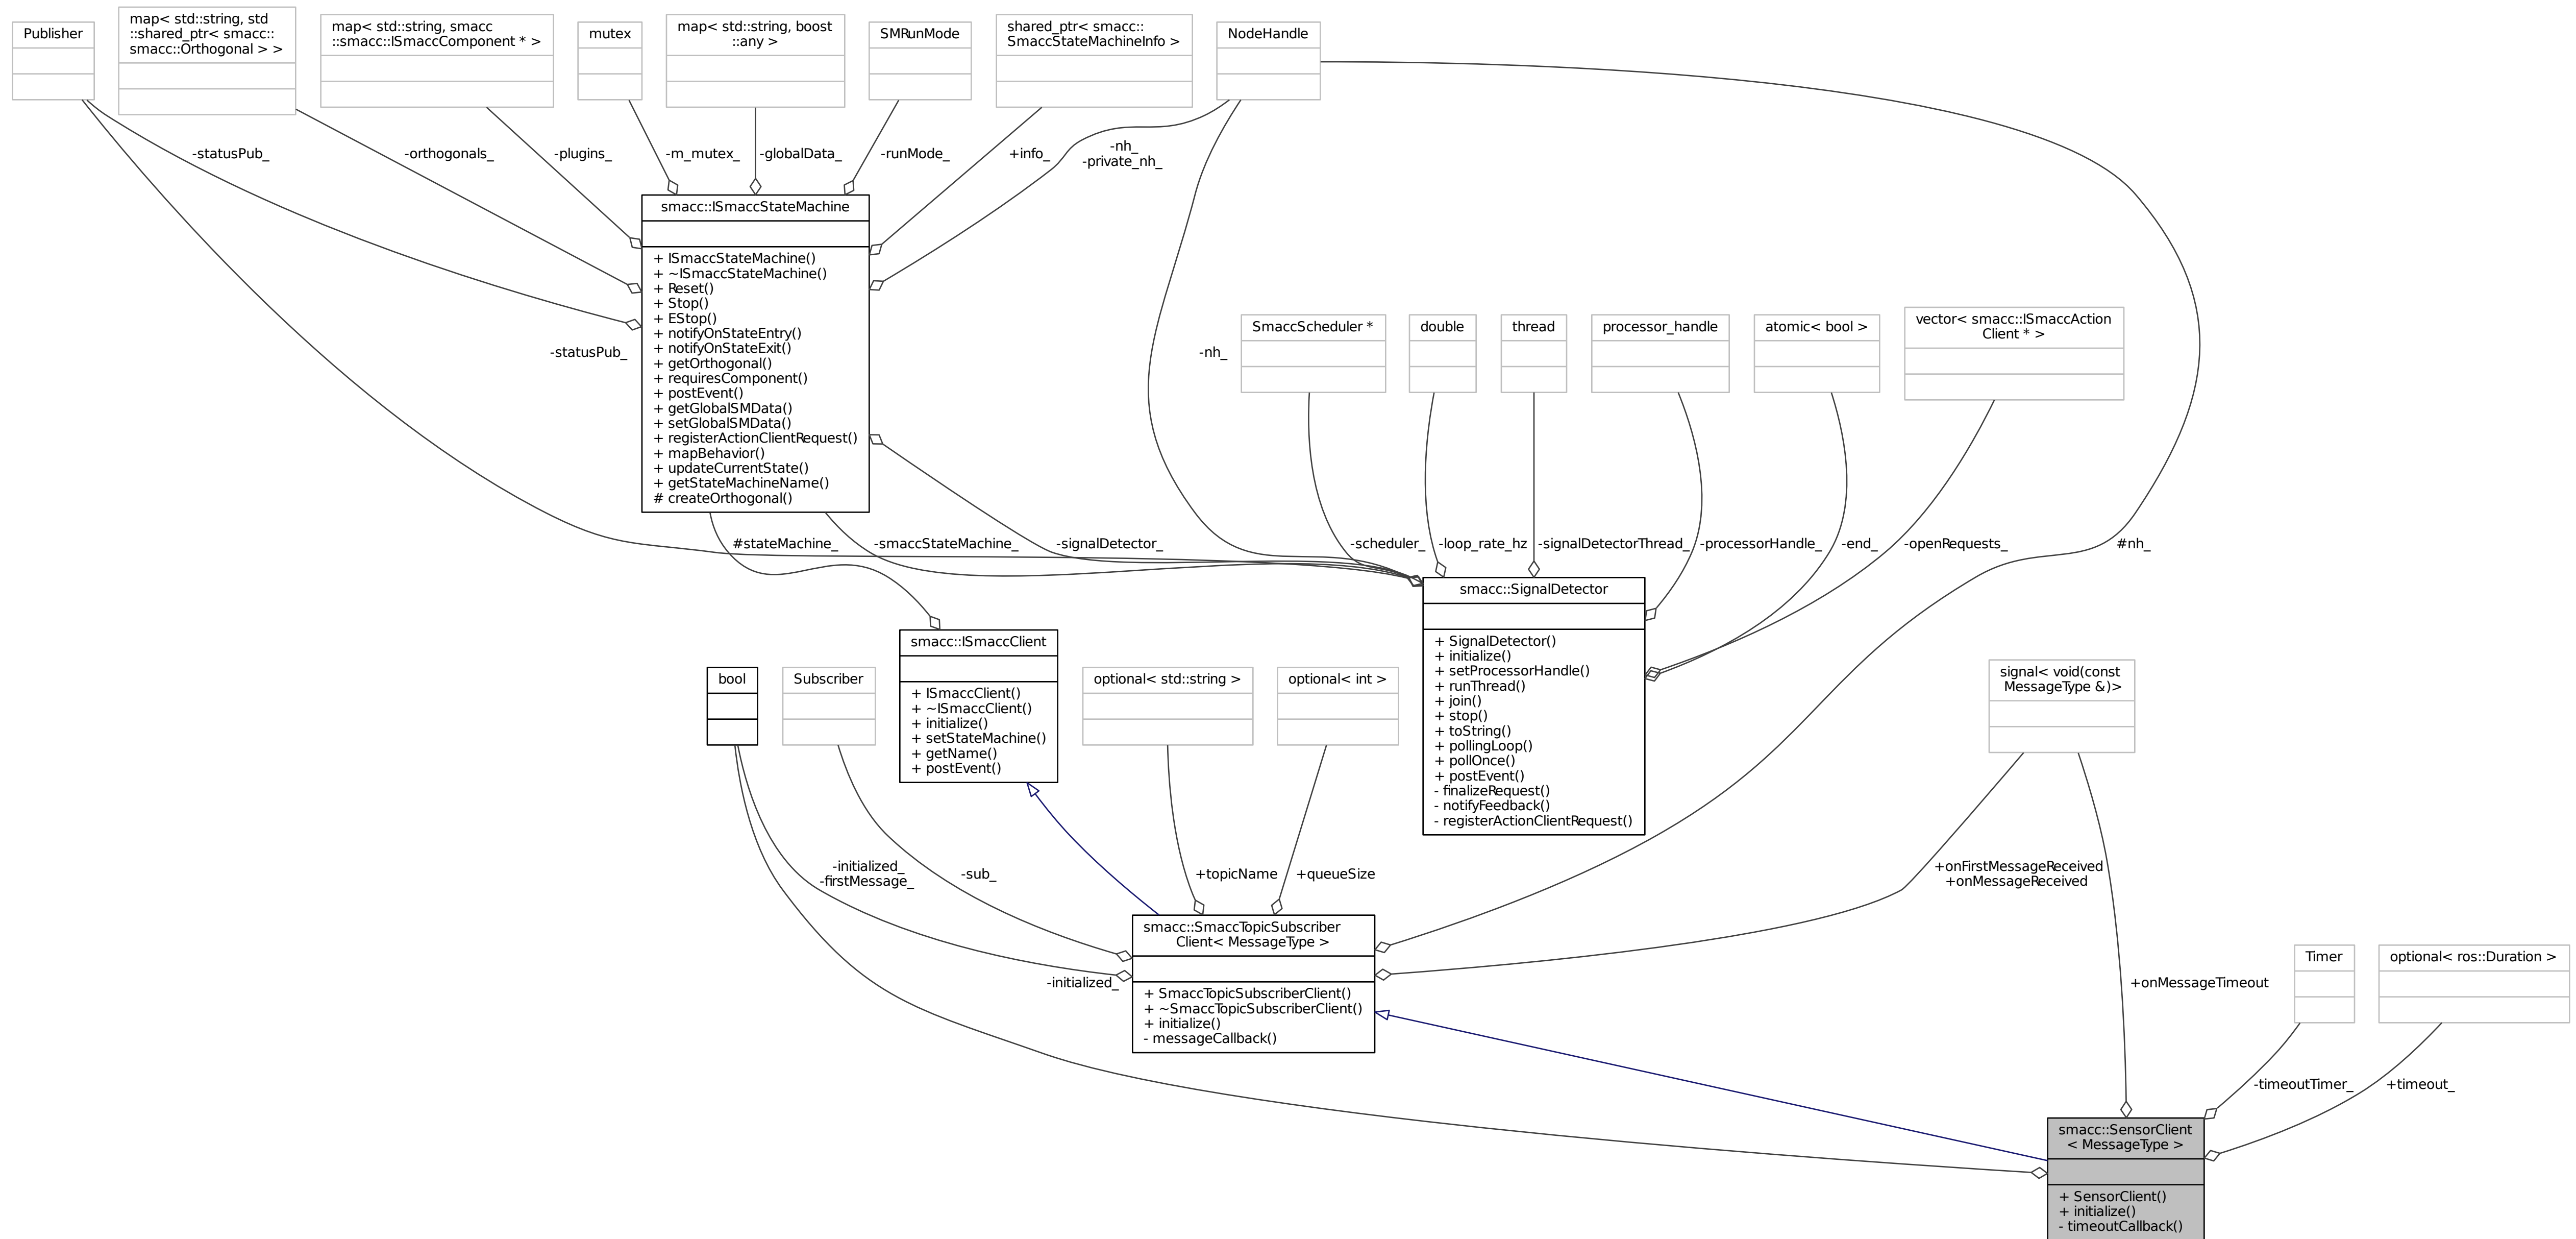 Publisher
map< std::string, std
::shared_ptr< smacc::
smacc::Orthogonal > >
map< std::string, smacc
::smacc::ISmaccComponent * >
mutex
map< std::string, boost
::any >
SMRunMode
shared_ptr< smacc::
SmaccStateMachineInfo >
NodeHandle
-statusPub_
-orthogonals_
-plugins_
-m_mutex_
-globalData_
-runMode_
+info_
-nh_
-private_nh_
smacc::ISmaccStateMachine
+ ISmaccStateMachine()
+ ~ISmaccStateMachine()
+ Reset()
+ Stop()
+ EStop()
+ notifyOnStateEntry()
+ notifyOnStateExit()
+ getOrthogonal()
+ requiresComponent()
+ postEvent()
+ getGlobalSMData()
+ setGlobalSMData()
+ registerActionClientRequest()
+ mapBehavior()
+ updateCurrentState()
+ getStateMachineName()
# createOrthogonal()
-statusPub_
-nh_
SmaccScheduler *
double
thread
processor_handle
atomic< bool >
vector< smacc::ISmaccAction
Client * >
#stateMachine_
-smaccStateMachine_
-signalDetector_
-scheduler_
-loop_rate_hz
-signalDetectorThread_
-processorHandle_
-end_
-openRequests_
#nh_
smacc::SignalDetector
+ SignalDetector()
+ initialize()
+ setProcessorHandle()
+ runThread()
+ join()
+ stop()
+ toString()
+ pollingLoop()
+ pollOnce()
+ postEvent()
- finalizeRequest()
- notifyFeedback()
- registerActionClientRequest()
smacc::ISmaccClient
+ ISmaccClient()
+ ~ISmaccClient()
+ initialize()
+ setStateMachine()
+ getName()
+ postEvent()
bool
Subscriber
optional< std::string >
optional< int >
signal< void(const
MessageType &)>
-initialized_
-firstMessage_
-sub_
+topicName
+queueSize
+onFirstMessageReceived
+onMessageReceived
smacc::SmaccTopicSubscriber
Client< MessageType >
+ SmaccTopicSubscriberClient()
+ ~SmaccTopicSubscriberClient()
+ initialize()
- messageCallback()
-initialized_
+onMessageTimeout
Timer
optional< ros::Duration >
-timeoutTimer_
+timeout_
smacc::SensorClient
< MessageType >
+ SensorClient()
+ initialize()
- timeoutCallback()